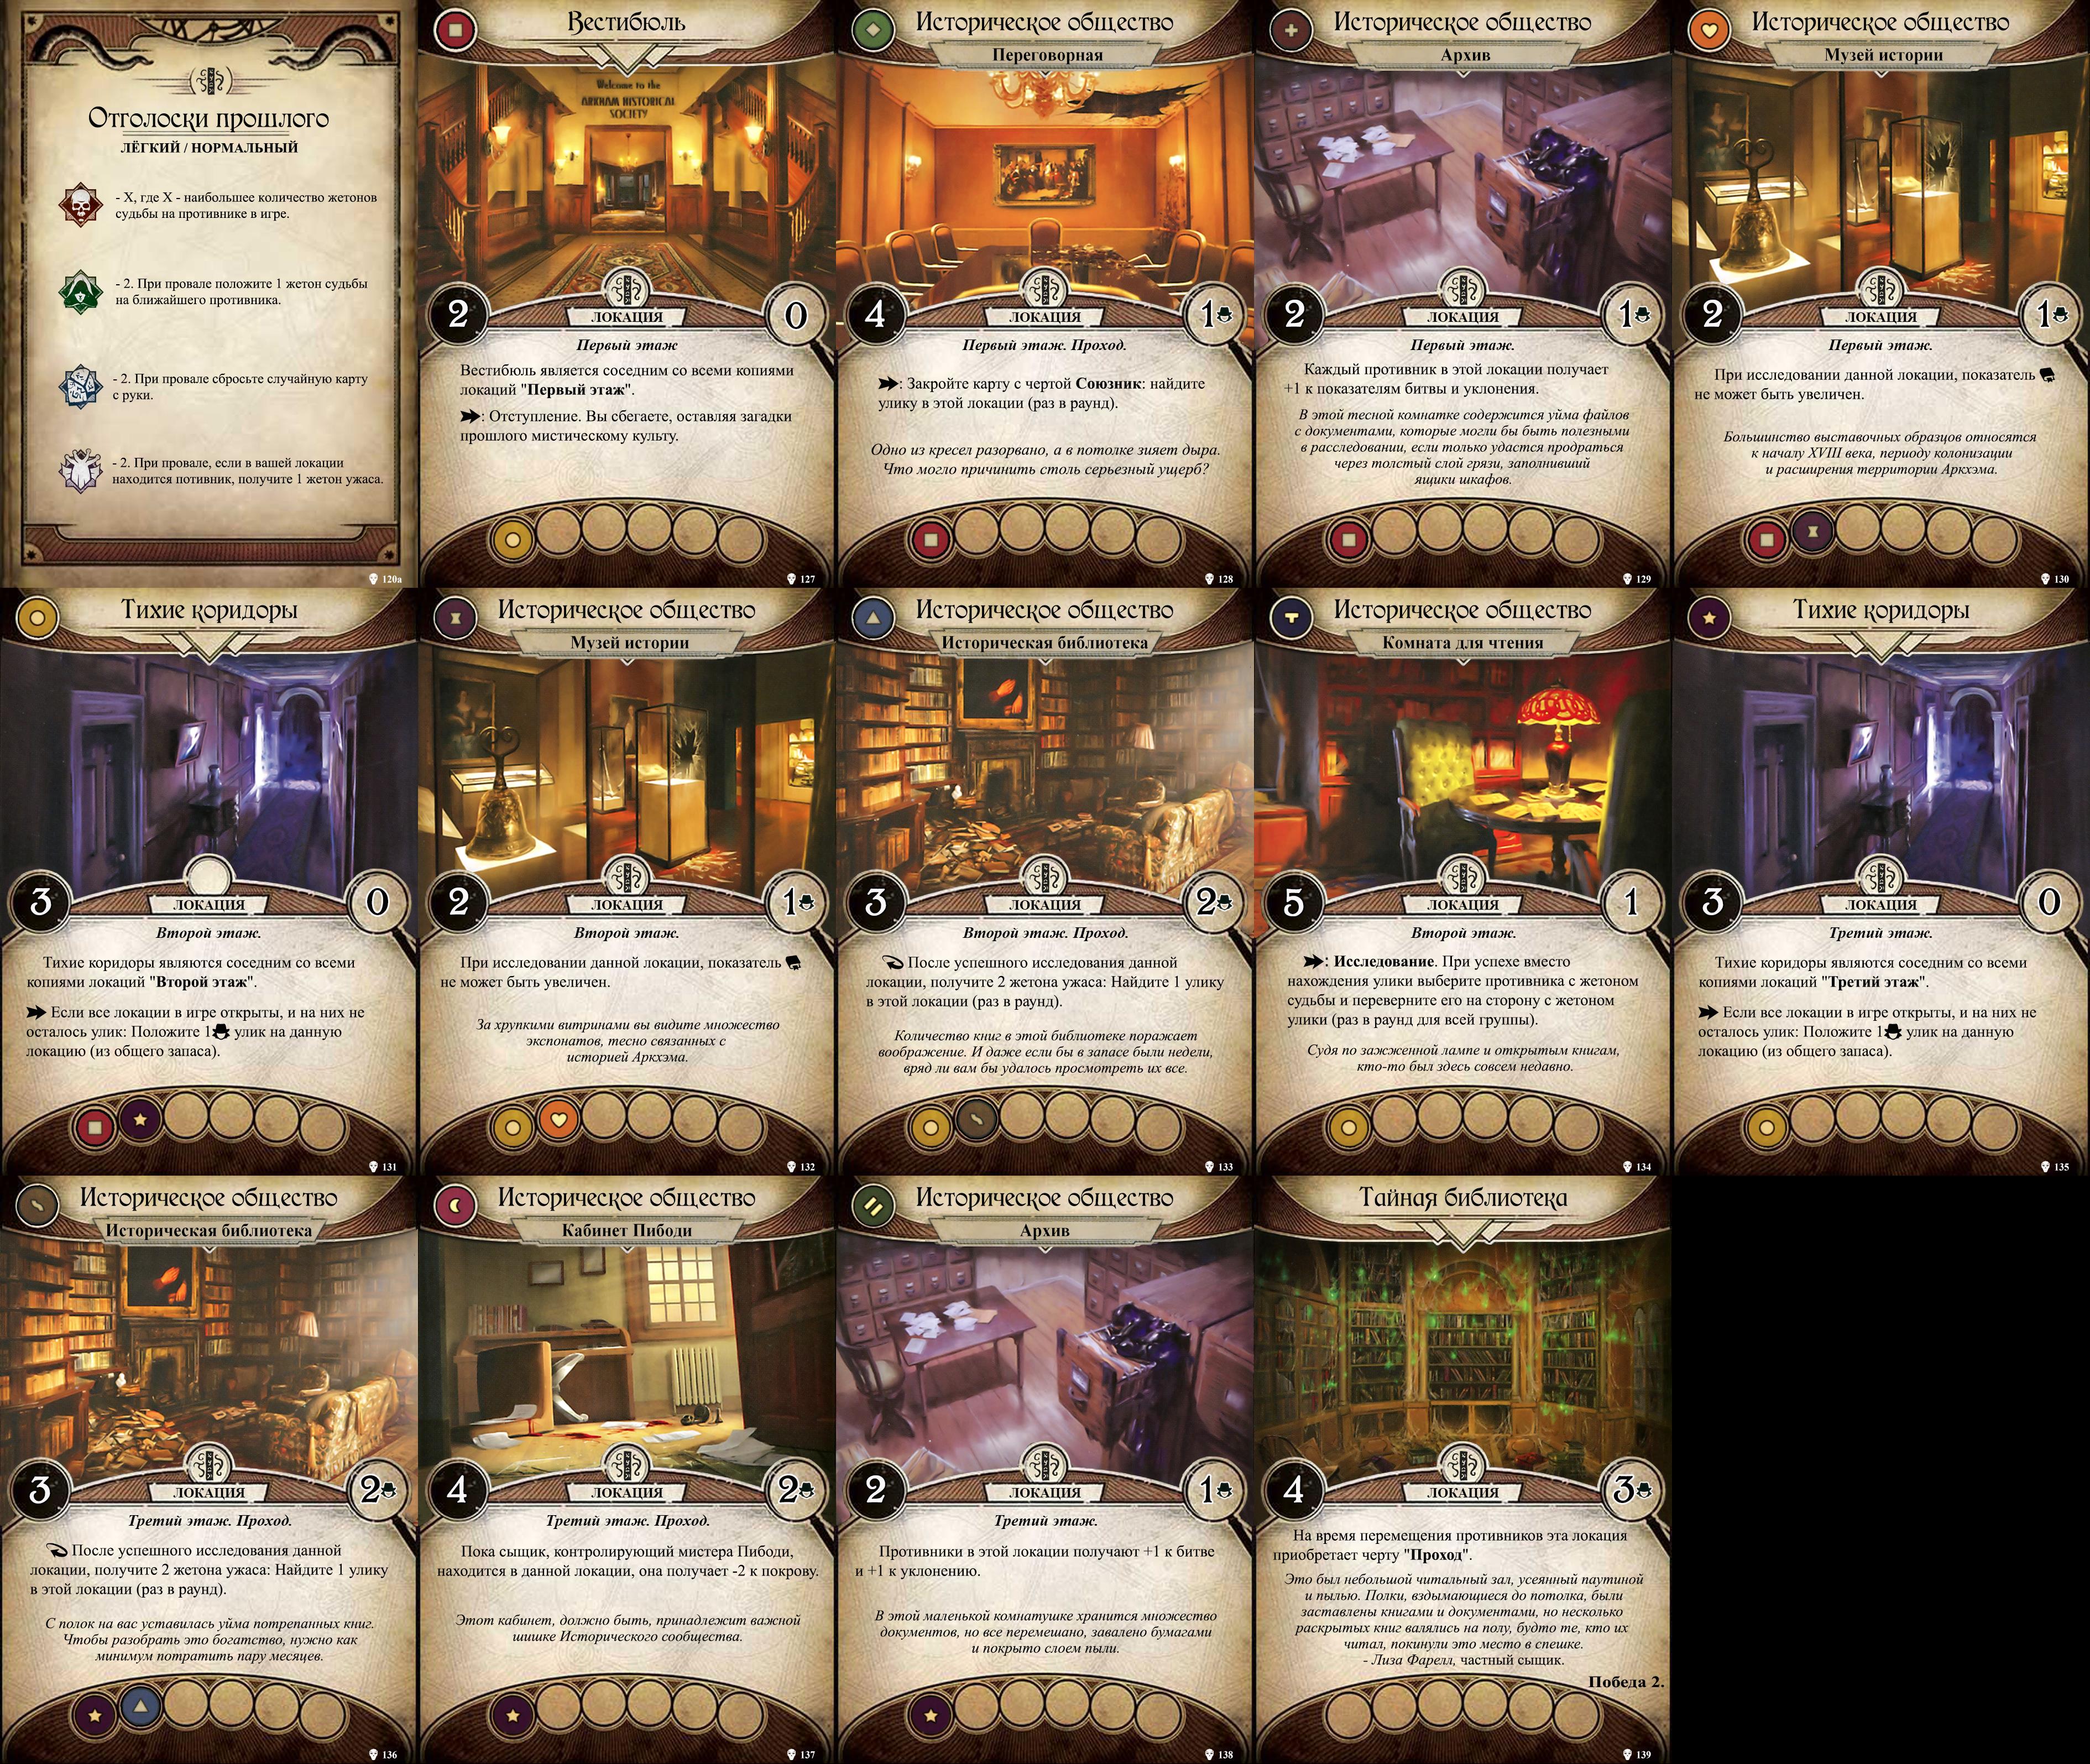 Отголоски прошлого
ЛЁГКИЙ / НОРМАЛЬНЫЙ
- X, где X - наибольшее количество жетонов
судьбы на противнике в игре.
- 2. При провале положите 1 жетон судьбы
на ближайшего противника.
- 2. При провале сбросьте случайную карту
с руки.
- 2. При провале, если в вашей локации
находится потивник, получите 1 жетон ужаса.
120a
Вестибюль
Welcome to the
ARKHAM HISTORICAL
SOCIETY
2
ЛОКАЦИЯ
0
Первый этаж
Вестибюль является соседним со всеми копиями
локаций "Первый этаж".
: Отступление. Вы сбегаете, оставляя загадки
прошлого мистическому культу.
127
Историческое общество
Переговорная
4
ЛОКАЦИЯ
1
Первый этаж. Проход.
: Закройте карту с чертой Союзник: найдите
улику в этой локации (раз в раунд).
Одно из кресел разорвано, а в потолке зияет дыра.
Что могло причинить столь серьезный ущерб?
128
Историческое общество
Архив
2
ЛОКАЦИЯ
1
Первый этаж.
Каждый противник в этой локации получает
+1 к показателям битвы и уклонения.
В этой тесной комнатке содержится уйма файлов
с документами, которые могли бы быть полезными
в расследовании, если только удастся продраться
через толстый слой грязи, заполнивший
ящики шкафов.
129
Историческое общество
Музей истории
2
ЛОКАЦИЯ
1
Первый этаж.
При исследовании данной локации, показатель
не может быть увеличен.
Большинство выставочных образцов относятся
к началу XVIII века, периоду колонизации
и расширения территории Аркхэма.
130
Тихие коридоры
3
ЛОКАЦИЯ
0
Второй этаж.
Тихие коридоры являются соседним со всеми
копиями локаций "Второй этаж".
Если все локации в игре открыты, и на них не
осталось улик: Положите 1 улик на данную
локацию (из общего запаса).
131
Историческое общество
Музей истории
2
ЛОКАЦИЯ
1
Второй этаж.
При исследовании данной локации, показатель
не может быть увеличен.
За хрупкими витринами вы видите множество
экспонатов, тесно связанных с
историей Аркхэма.
132
Историческое общество
Историческая библиотека
3
ЛОКАЦИЯ
2
Второй этаж. Проход.
После успешного исследования данной
локации, получите 2 жетона ужаса: Найдите 1 улику
в этой локации (раз в раунд).
Количество книг в этой библиотеке поражает
воображение. И даже если бы в запасе были недели,
вряд ли вам бы удалось просмотреть их все.
133
Историческое общество
Комната для чтения
5
ЛОКАЦИЯ
1
Второй этаж.
: Исследование. При успехе вместо
нахождения улики выберите противника с жетоном
судьбы и переверните его на сторону с жетоном
улики (раз в раунд для всей группы).
Судя по зажженной лампе и открытым книгам,
кто-то был здесь совсем недавно.
134
Тихие коридоры
3
ЛОКАЦИЯ
0
Третий этаж.
Тихие коридоры являются соседним со всеми
копиями локаций "Третий этаж".
Если все локации в игре открыты, и на них не
осталось улик: Положите 1 улик на данную
локацию (из общего запаса).
135
Историческое общество
Историческая библиотека
3
ЛОКАЦИЯ
2
Третий этаж. Проход.
После успешного исследования данной
локации, получите 2 жетона ужаса: Найдите 1 улику
в этой локации (раз в раунд).
С полок на вас уставилась уйма потрепанных книг.
Чтобы разобрать это богатство, нужно как
минимум потратить пару месяцев.
136
Историческое общество
Кабинет Пибоди
4
ЛОКАЦИЯ
2
Третий этаж. Проход.
Пока сыщик, контролирующий мистера Пибоди,
находится в данной локации, она получает -2 к покрову.
Этот кабинет, должно быть, принадлежит важной
шишке Исторического сообщества.
137
Историческое общество
Архив
2
ЛОКАЦИЯ
1
Третий этаж.
Противники в этой локации получают +1 к битве
и +1 к уклонению.
В этой маленькой комнатушке хранится множество
документов, но все перемешано, завалено бумагами
и покрыто слоем пыли.
138
Тайная библиотека
4
ЛОКАЦИЯ
3
На время перемещения противников эта локация
приобретает черту "Проход".
Это был небольшой читальный зал, усеянный паутиной
и пылью. Полки, вздымающиеся до потолка, были
заставлены книгами и документами, но несколько
раскрытых книг валялись на полу, будто те, кто их
читал, покинули это место в спешке.
- Лиза Фарелл, частный сыщик.
Победа 2.
139